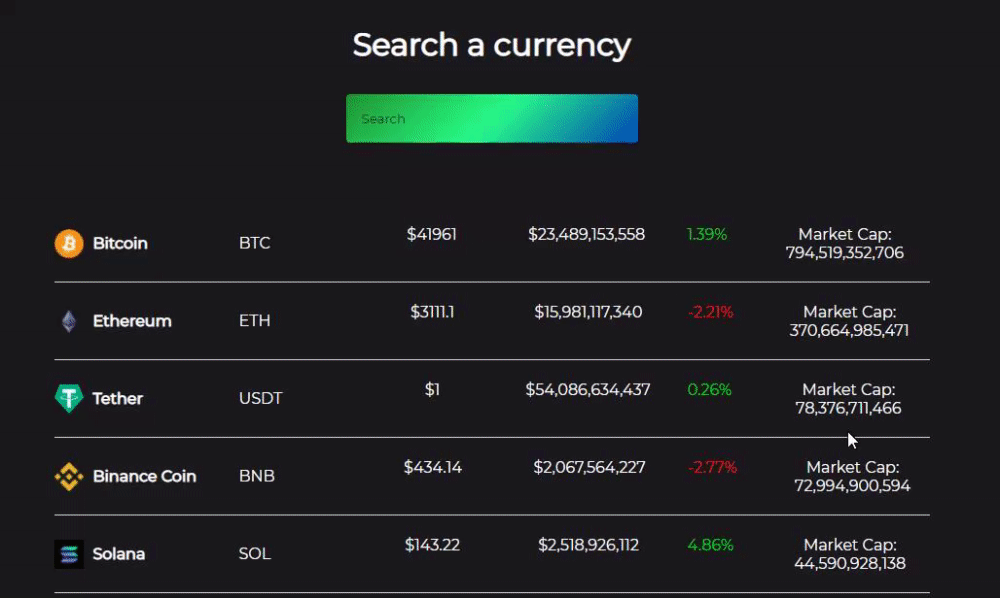 Search a currency
Search
Bitcoin BTC $41961 $23,489,153,558 1.39% Market Cap:
794,519,352,706
Ethereum ETH $3111.1 $15,981,117,340 -2.21% Market Cap:
370,664,985,471
Tether USDT $1 $54,086,634,437 0.26% Market Cap:
78,376,711,466
Binance Coin BNB $434.14 $2,067,564,227 -2.77% Market Cap:
72,994,900,594
Solana SOL $143.22 $2,518,926,112 4.86% Market Cap:
44,590,928,138